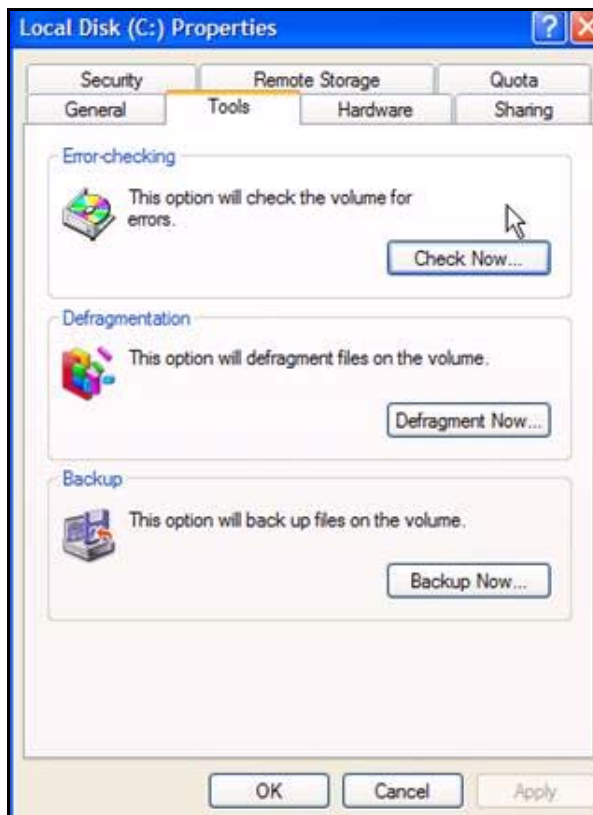 Local Disk (C:) Properties
?
Security Remote Storage Quota
General Tools Hardware Sharing
Error-checking
This option will check the volume for
errors.
Check Now...
Defragmentation
This option will defragment files on the volume.
Defragment Now...
Backup
This option will back up files on the volume.
Backup Now...
OK Cancel Apply